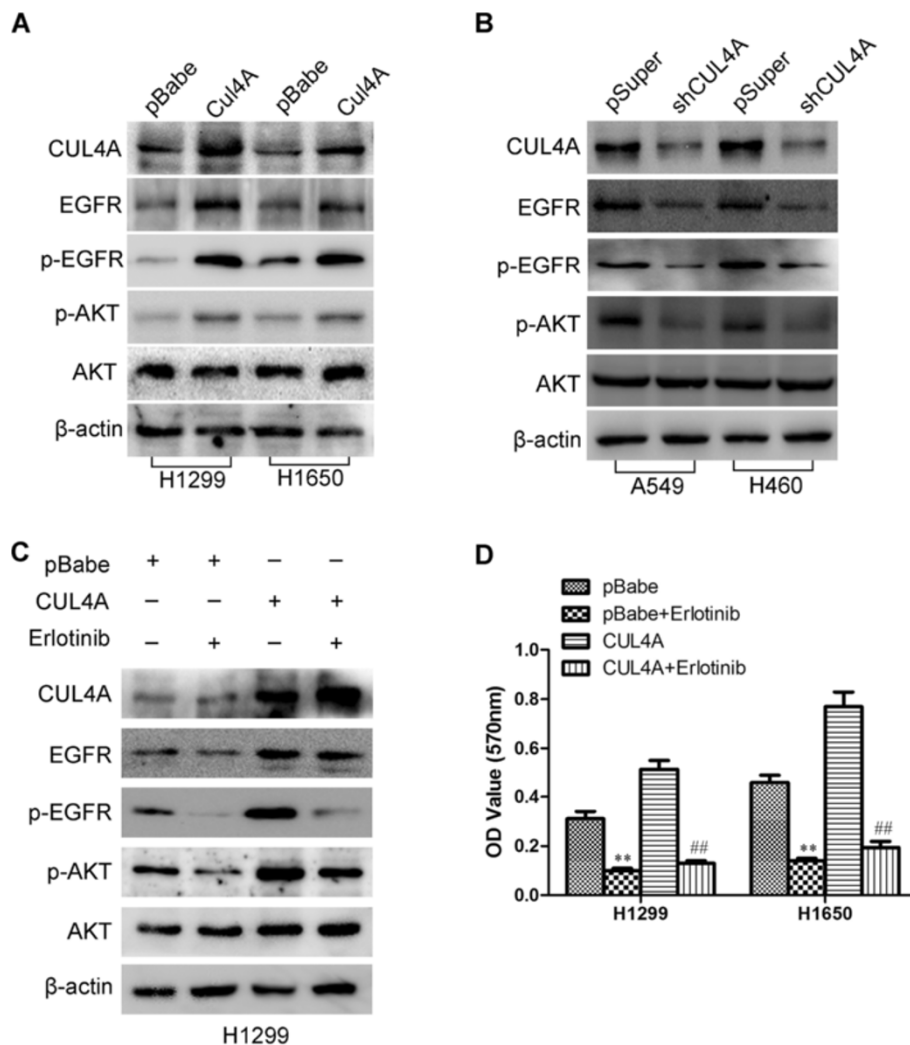 A
pBabe Cul4A pBabe Cul4A
CUL4A
EGFR
p-EGFR
p-AKT
AKT
β-actin
H1299 H1650
B
pSuper shCUL4A pSuper shCUL4A
CUL4A
EGFR
p-EGFR
p-AKT
AKT
β-actin
A549 H460
C
pBabe + + − −
CUL4A − − + +
Erlotinib − + − +
CUL4A
EGFR
p-EGFR
p-AKT
AKT
β-actin
H1299
D
pBabe
pBabe+Erlotinib
CUL4A
CUL4A+Erlotinib
OD Value (570nm)
1.0
0.8
0.6
0.4
0.2
0.0
** ## ** ##
H1299 H1650